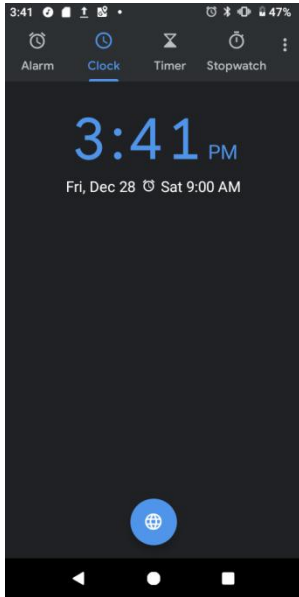 3:41 47%
Alarm Clock Timer Stopwatch
3:41 PM
Fri, Dec 28 Sat 9:00 AM